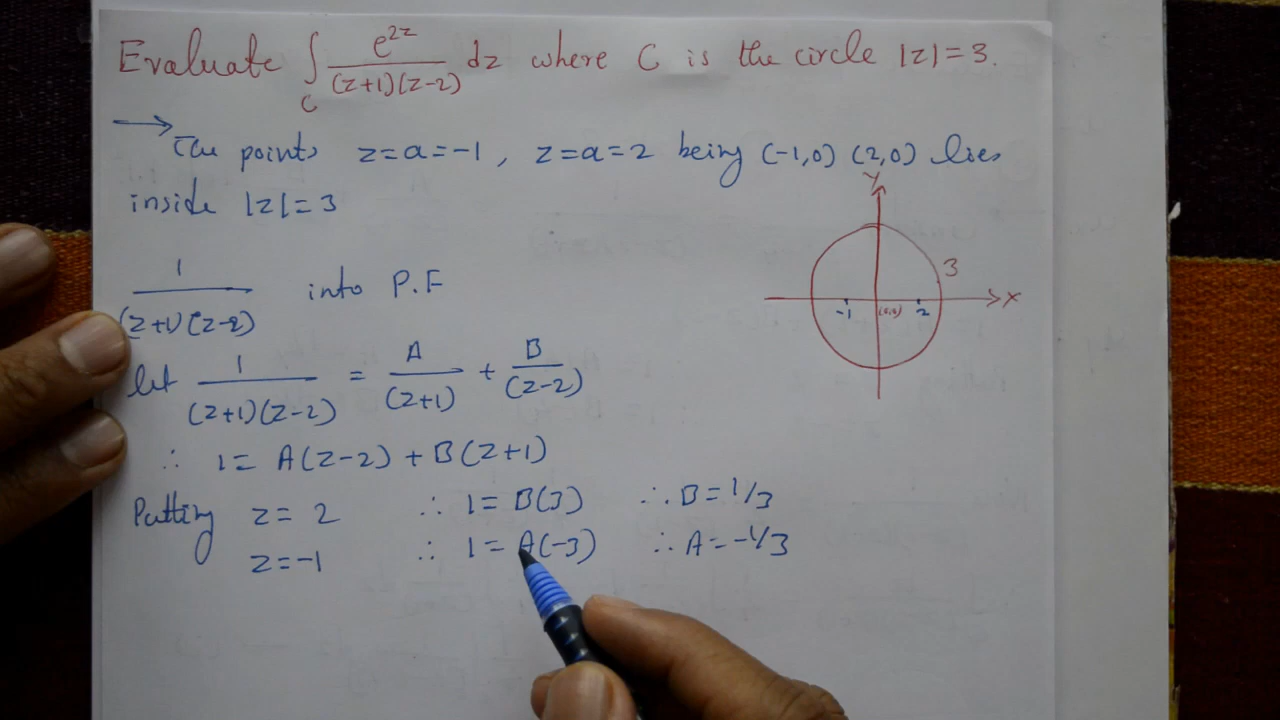 Evaluate ∫_C e^{2z}/((z+1)(z-2)) dz where C is the circle |z|=3.
→ The points z=a=-1, z=a=2 being (-1,0) (2,0) lies
inside |z|=3
Y
3
X
-1 (0,0) 2
1/((z+1)(z-2)) into P.F
let 1/((z+1)(z-2)) = A/(z+1) + B/(z-2)
∴ 1= A(z-2) + B(z+1)
Putting z= 2 ∴ 1= B(3) ∴ B= 1/3
z=-1 ∴ 1= A(-3) ∴ A= -1/3